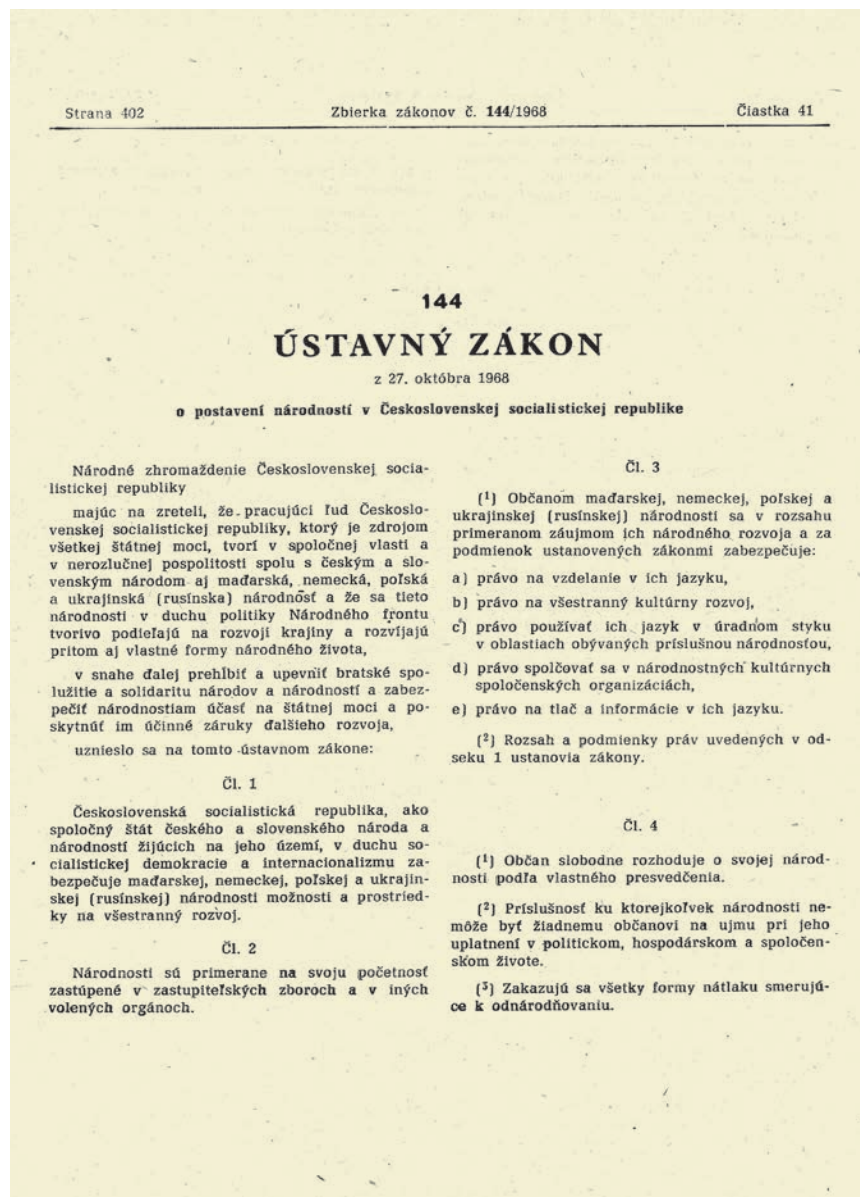 Strana 402
Zbierka zákonov č. 144/1968
Čiastka 41
144
ÚSTAVNÝ ZÁKON
z 27. októbra 1968
o postavení národností v Československej socialistickej republike
Národné zhromaždenie Československej socia-
listickej republiky
majúc na zreteli, že pracujúci ľud Českoslo-
venskej socialistickej republiky, ktorý je zdrojom
všetkej štátnej moci, tvorí v spoločnej vlasti a
v nerozlučnej pospolitosti spolu s českým a slo-
venským národom aj maďarská, nemecká, poľská
a ukrajinská (rusínska) národnosť a že sa tieto
národnosti v duchu politiky Národného frontu
tvorivo podieľajú na rozvoji krajiny a rozvíjajú
pritom aj vlastné formy národného života,
v snahe ďalej prehĺbiť a upevniť bratské spo-
lužitie a solidaritu národov a národností a zabez-
pečiť národnostiam účasť na štátnej moci a po-
skytnúť im účinné záruky ďalšieho rozvoja,
uznieslo sa na tomto ústavnom zákone:
Čl. 1
Československá socialistická republika, ako
spoločný štát českého a slovenského národa a
národností žijúcich na jeho území, v duchu so-
cialistickej demokracie a internacionalizmu za-
bezpečuje maďarskej, nemeckej, poľskej a ukrajin-
skej (rusínskej) národnosti možnosti a prostried-
ky na všestranný rozvoj.
Čl. 2
Národnosti sú primerane na svoju početnosť
zastúpené v zastupiteľských zboroch a v iných
volených orgánoch.
Čl. 3
(1) Občanom maďarskej, nemeckej, poľskej a
ukrajinskej (rusínskej) národnosti sa v rozsahu
primeranom záujmom ich národného rozvoja a za
podmienok ustanovených zákonmi zabezpečuje:
a) právo na vzdelanie v ich jazyku,
b) právo na všestranný kultúrny rozvoj,
c) právo používať ich jazyk v úradnom styku
v oblastiach obývaných príslušnou národnosťou,
d) právo spolčovať sa v národnostných kultúrnych
spoločenských organizáciách,
e) právo na tlač a informácie v ich jazyku.
(2) Rozsah a podmienky práv uvedených v od-
seku 1 ustanovia zákony.
Čl. 4
(1) Občan slobodne rozhoduje o svojej národ-
nosti podľa vlastného presvedčenia.
(2) Príslušnosť ku ktorejkoľvek národnosti ne-
môže byť žiadnemu občanovi na ujmu pri jeho
uplatnení v politickom, hospodárskom a spoločen-
skom živote.
(3) Zakazujú sa všetky formy nátlaku smerujú-
ce k odnárodňovaniu.